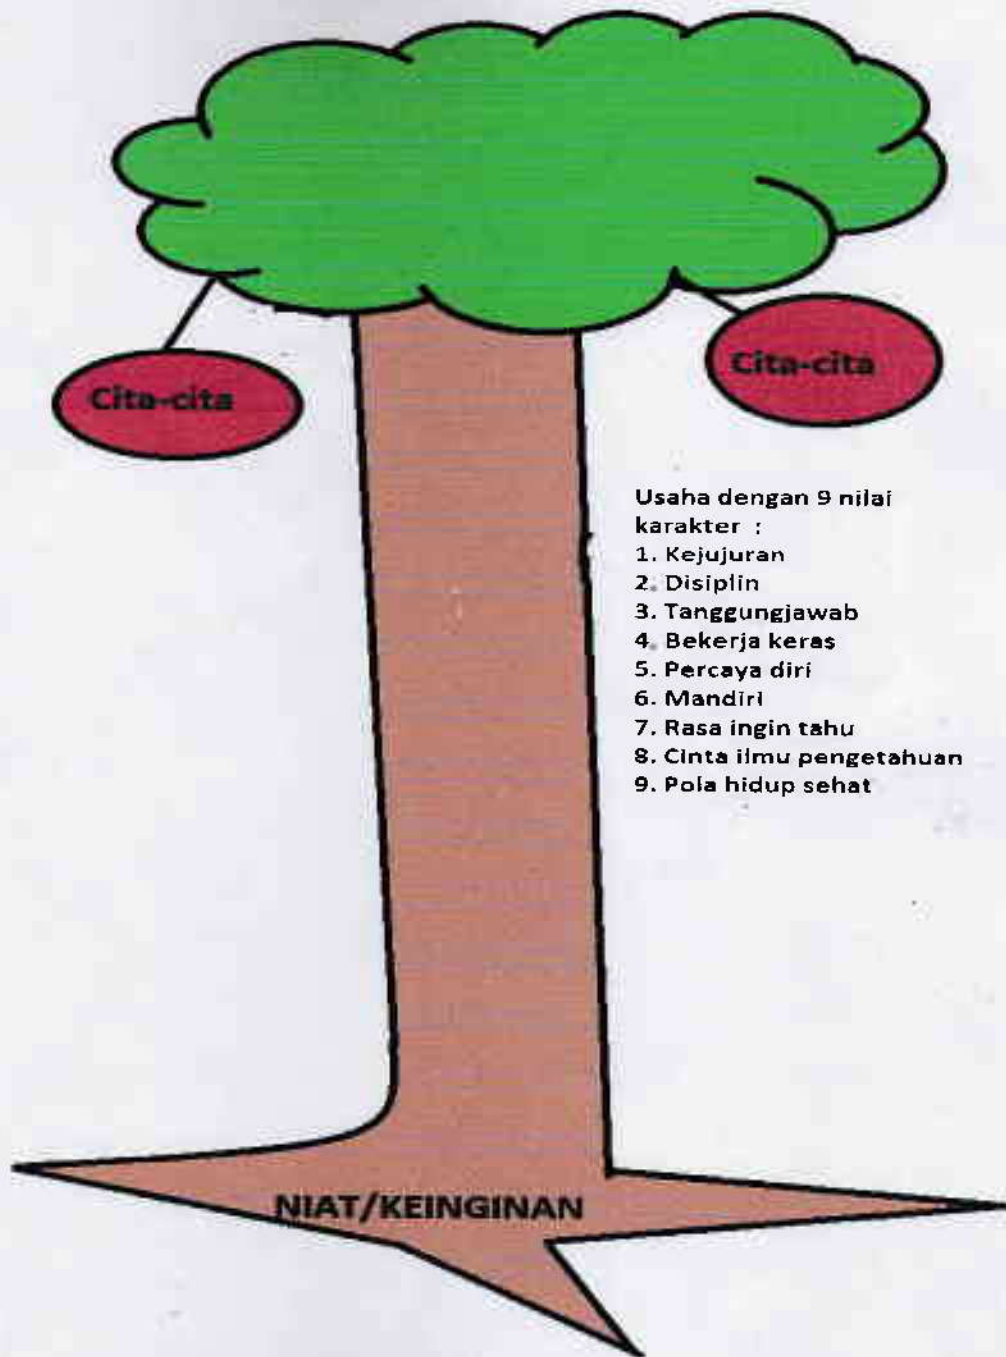 Cita-cita
Cita-cita
Usaha dengan 9 nilai
karakter :
1. Kejujuran
2. Disiplin
3. Tanggungjawab
4. Bekerja keras
5. Percaya diri
6. Mandiri
7. Rasa ingin tahu
8. Cinta ilmu pengetahuan
9. Pola hidup sehat
NIAT/KEINGINAN